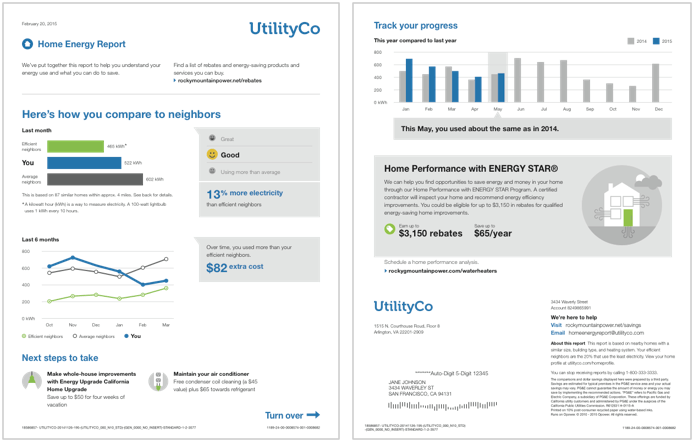 February 20, 2015
UtilityCo
Home Energy Report
We've put together this report to help you understand your
energy use and what you can do to save.
Find a list of rebates and energy-saving products and
services you can buy.
rockymountainpower.net/rebates
Here's how you compare to neighbors
Last month
Efficient
neighbors
465 kWh*
You
522 kWh
Average
neighbors
602 kWh
This is based on 87 similar homes within approx. 4 miles. See back for details.
* A kilowatt hour (kWh) is a way to measure electricity. A 100-watt lightbulb
uses 1 kWh every 10 hours.
Great
Good
Using more than average
13% more electricity
than efficient neighbors.
Last 6 months
800
600
400
200
0 kWh
Oct Nov Dec Jan Feb Mar
Efficient neighbors Average neighbors You
Over time, you used more than your
efficient neighbors.
$82 extra cost
Next steps to take
Make whole-house improvements
with Energy Upgrade California
Home Upgrade
Save up to $50 for four weeks of
vacation
Maintain your air conditioner
Free condenser coil cleaning (a $45
value) plus $65 towards refrigerant
Turn over
Track your progress
This year compared to last year
2014 2015
800
600
400
200
0 kWh
Jan Feb Mar Apr May Jun Jul Aug Sep Oct Nov Dec
This May, you used about the same as in 2014.
Home Performance with ENERGY STAR®
We can help you find opportunities to save energy and money in your home
through our Home Performance with ENERGY STAR Program. A certified
contractor will inspect your home and recommend energy efficiency
improvements. You could be eligible for up to $3,150 in rebates for qualified
energy-saving home improvements.
Earn up to
$3,150 rebates
Save up to
$65/year
Schedule a home performance analysis.
rockygmountainpower.com/waterheaters
UtilityCo
1515 N. Courthouse Road, Floor 8
Arlington, VA 22201-2909
********Auto-Digit 5-Digit 12345
JANE JOHNSON
3434 WAVERLY ST
SAN FRANCISCO, CA 94131
3434 Waverly Street
We're here to help
Visit rockymountainpower.net/savings
Email homeenergyreport@utilityco.com
About this report This report is based on nearby homes with a
similar size, building type, and heating system. Your efficient
neighbors are the 20% that use the least electricity. View your home
profile at utilityco.com/homeprofile.
You can stop receiving reports by calling 1-800-333-3333.